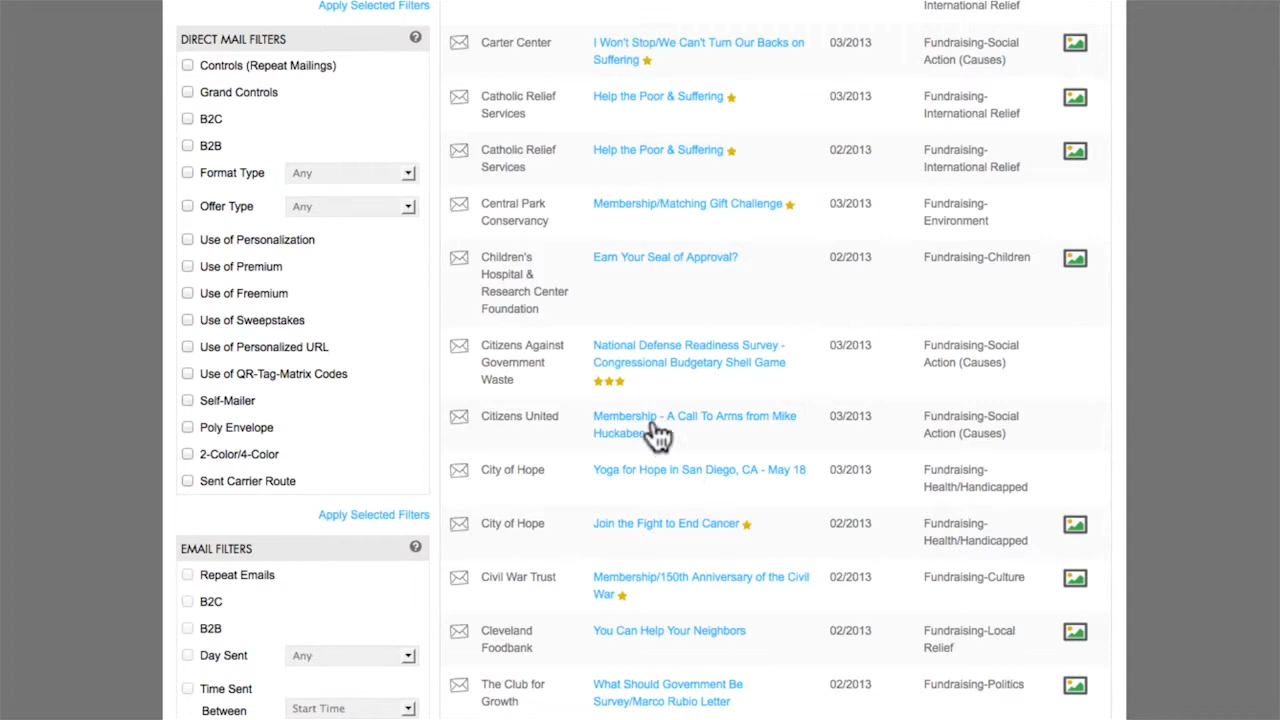 Apply Selected Filters
DIRECT MAIL FILTERS
?
Controls (Repeat Mailings)
Grand Controls
B2C
B2B
Format Type
Any
Offer Type
Any
Use of Personalization
Use of Premium
Use of Freemium
Use of Sweepstakes
Use of Personalized URL
Use of QR-Tag-Matrix Codes
Self-Mailer
Poly Envelope
2-Color/4-Color
Sent Carrier Route
Apply Selected Filters
EMAIL FILTERS
?
Repeat Emails
B2C
B2B
Day Sent
Any
Time Sent
Between
Start Time
International Relief
Carter Center
I Won't Stop/We Can't Turn Our Backs on
Suffering
03/2013
Fundraising-Social
Action (Causes)
Catholic Relief
Services
Help the Poor & Suffering
03/2013
Fundraising-
International Relief
Catholic Relief
Services
Help the Poor & Suffering
02/2013
Fundraising-
International Relief
Central Park
Conservancy
Membership/Matching Gift Challenge
03/2013
Fundraising-
Environment
Children's
Hospital &
Research Center
Foundation
Earn Your Seal of Approval?
02/2013
Fundraising-Children
Citizens Against
Government
Waste
National Defense Readiness Survey -
Congressional Budgetary Shell Game
03/2013
Fundraising-Social
Action (Causes)
Citizens United
Membership - A Call To Arms from Mike
Huckabee
03/2013
Fundraising-Social
Action (Causes)
City of Hope
Yoga for Hope in San Diego, CA - May 18
03/2013
Fundraising-
Health/Handicapped
City of Hope
Join the Fight to End Cancer
02/2013
Fundraising-
Health/Handicapped
Civil War Trust
Membership/150th Anniversary of the Civil
War
02/2013
Fundraising-Culture
Cleveland
Foodbank
You Can Help Your Neighbors
02/2013
Fundraising-Local
Relief
The Club for
Growth
What Should Government Be
Survey/Marco Rubio Letter
02/2013
Fundraising-Politics